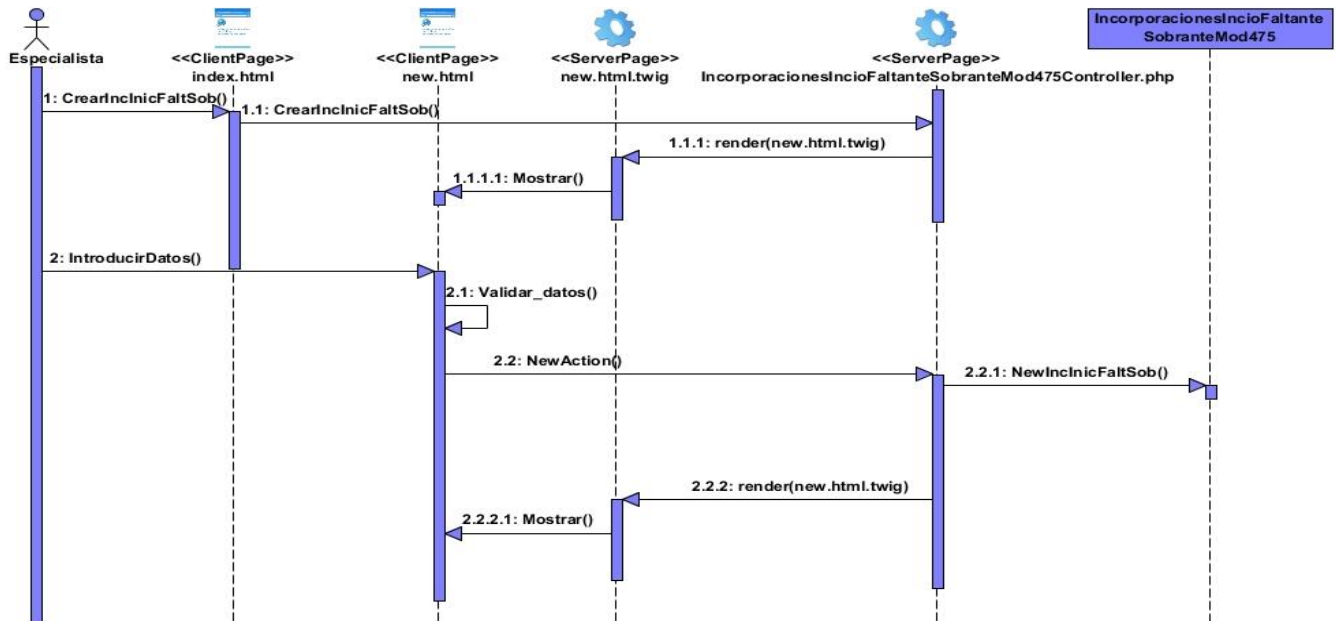 IncorporacionesIncioFaltante
SobranteMod475
Especialista
<<ClientPage>>
index.html
<<ClientPage>>
new.html
<<ServerPage>>
new.html.twig
<<ServerPage>>
IncorporacionesIncioFaltanteSobranteMod475Controller.php
1: CrearIncInicFaltSob()
1.1: CrearIncInicFaltSob()
1.1.1: render(new.html.twig)
1.1.1.1: Mostrar()
2: IntroducirDatos()
2.1: Validar_datos()
2.2: NewAction()
2.2.1: NewIncInicFaltSob()
2.2.2: render(new.html.twig)
2.2.2.1: Mostrar()